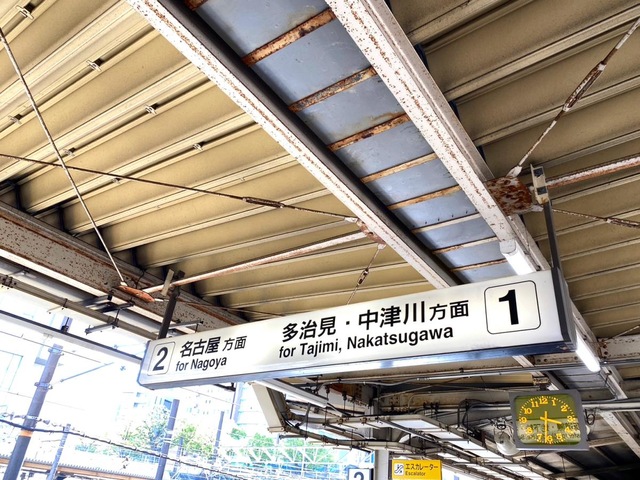 2 名古屋 方面
for Nagoya
多治見・中津川方面 1
for Tajimi, Nakatsugawa
2
エスカレーター
Escalator